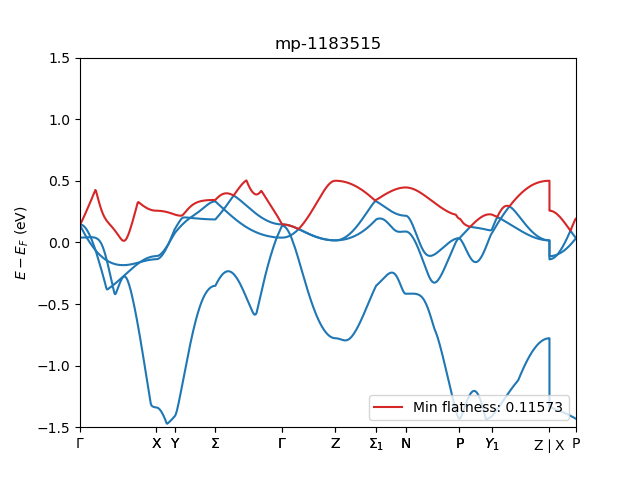 mp-1183515
1.5
1.0
0.5
0.0
−0.5
−1.0
−1.5
E − E_F (eV)
Min flatness: 0.11573
Γ X Y Σ Γ Z Σ₁ N P Y₁ Z | X P